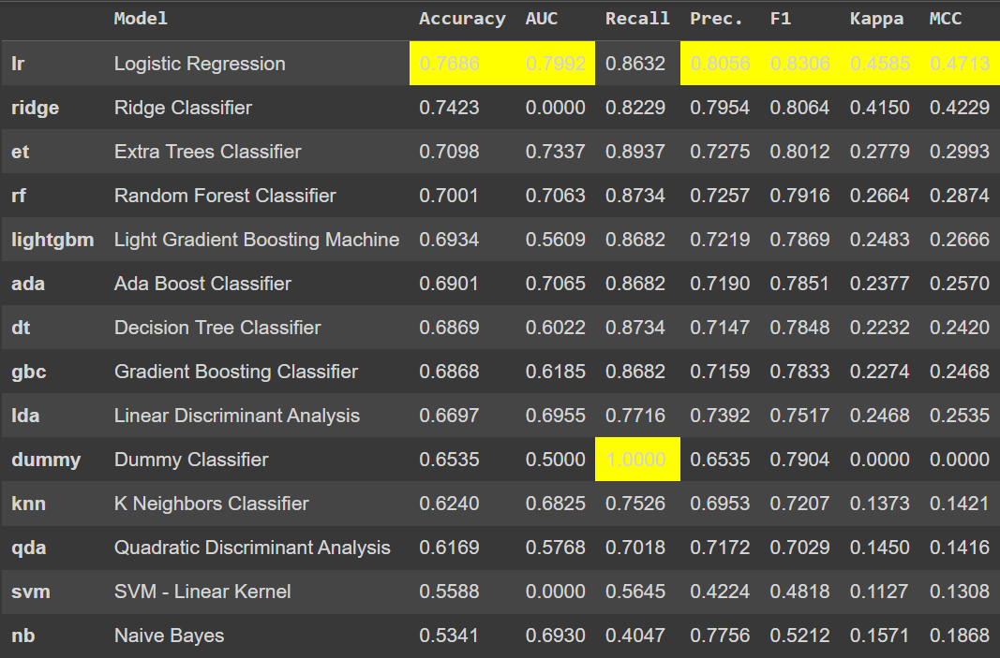 Model Accuracy AUC Recall Prec. F1 Kappa MCC
lr Logistic Regression 0.7686 0.7992 0.8632 0.8056 0.8306 0.4585 0.4713
ridge Ridge Classifier 0.7423 0.0000 0.8229 0.7954 0.8064 0.4150 0.4229
et Extra Trees Classifier 0.7098 0.7337 0.8937 0.7275 0.8012 0.2779 0.2993
rf Random Forest Classifier 0.7001 0.7063 0.8734 0.7257 0.7916 0.2664 0.2874
lightgbm Light Gradient Boosting Machine 0.6934 0.5609 0.8682 0.7219 0.7869 0.2483 0.2666
ada Ada Boost Classifier 0.6901 0.7065 0.8682 0.7190 0.7851 0.2377 0.2570
dt Decision Tree Classifier 0.6869 0.6022 0.8734 0.7147 0.7848 0.2232 0.2420
gbc Gradient Boosting Classifier 0.6868 0.6185 0.8682 0.7159 0.7833 0.2274 0.2468
lda Linear Discriminant Analysis 0.6697 0.6955 0.7716 0.7392 0.7517 0.2468 0.2535
dummy Dummy Classifier 0.6535 0.5000 1.0000 0.6535 0.7904 0.0000 0.0000
knn K Neighbors Classifier 0.6240 0.6825 0.7526 0.6953 0.7207 0.1373 0.1421
qda Quadratic Discriminant Analysis 0.6169 0.5768 0.7018 0.7172 0.7029 0.1450 0.1416
svm SVM - Linear Kernel 0.5588 0.0000 0.5645 0.4224 0.4818 0.1127 0.1308
nb Naive Bayes 0.5341 0.6930 0.4047 0.7756 0.5212 0.1571 0.1868